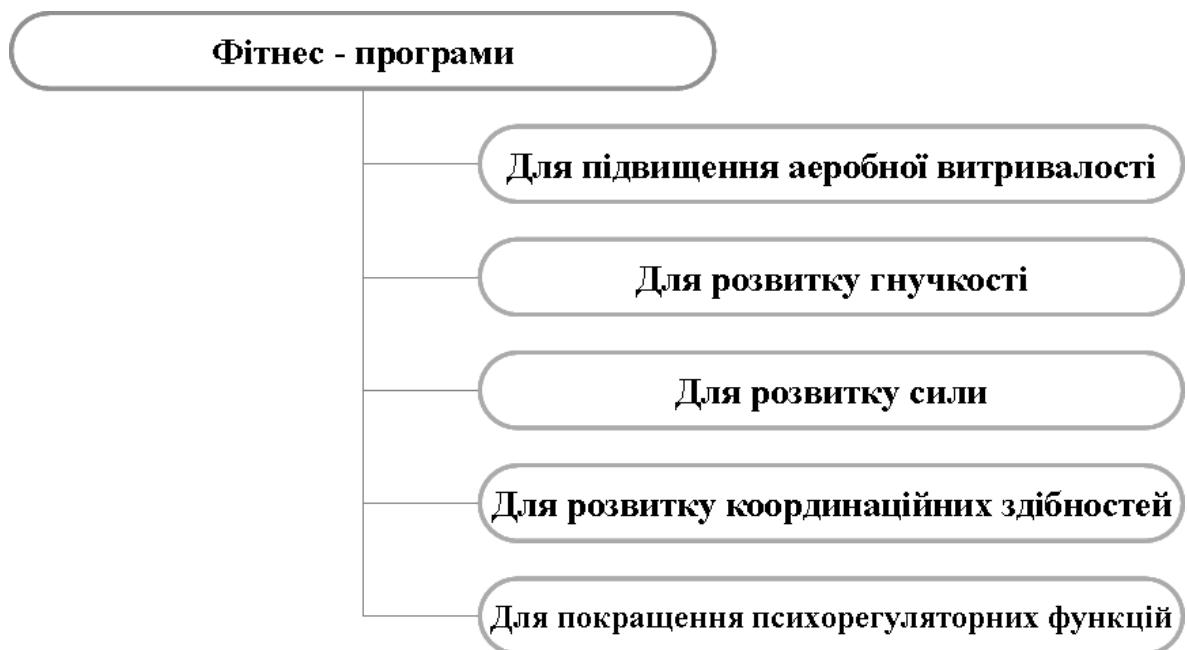 Фітнес - програми
Для підвищення аеробної витривалості
Для розвитку гнучкості
Для розвитку сили
Для розвитку координаційних здібностей
Для покращення психорегуляторних функцій